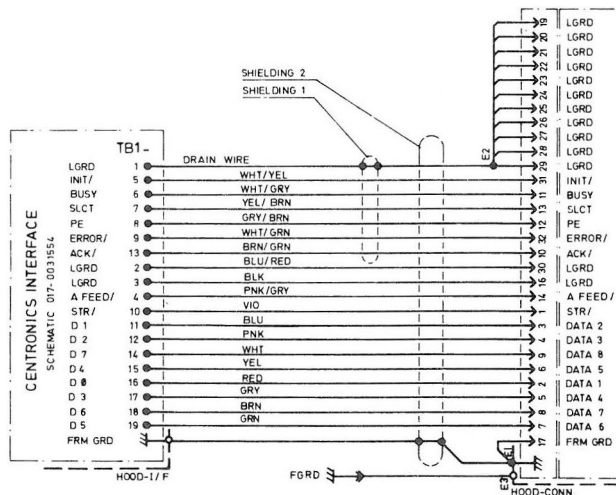 19 LGRD
20 LGRD
21 LGRD
22 LGRD
23 LGRD
24 LGRD
25 LGRD
26 LGRD
27 LGRD
28 LGRD
SHIELDING 2
SHIELDING 1
E2
TB1-
CENTRONICS INTERFACE
SCHEMATIC 017-0031554
LGRD 1 DRAIN WIRE 29 LGRD
INIT/ 5 WHT/YEL 31 INIT/
BUSY 6 WHT/GRY 11 BUSY
SLCT 7 YEL/BRN 13 SLCT
PE 8 GRY/BRN 12 PE
ERROR/ 9 WHT/GRN 32 ERROR/
ACK/ 13 BRN/GRN 10 ACK/
LGRD 2 BLU/RED 30 LGRD
LGRD 3 BLK 16 LGRD
A FEED/ 4 PNK/GRY 14 A FEED/
STR/ 10 VIO 1 STR/
D 1 11 BLU 3 DATA 2
D 2 12 PNK 4 DATA 3
D 7 14 WHT 9 DATA 8
D 4 15 YEL 6 DATA 5
D 0 16 RED 2 DATA 1
D 3 17 GRY 5 DATA 4
D 6 18 BRN 8 DATA 7
D 5 19 GRN 7 DATA 6
FRM GRD 17 FRM GRD
E1
HOOD-I/F
FGRD
E3
HOOD-CONN